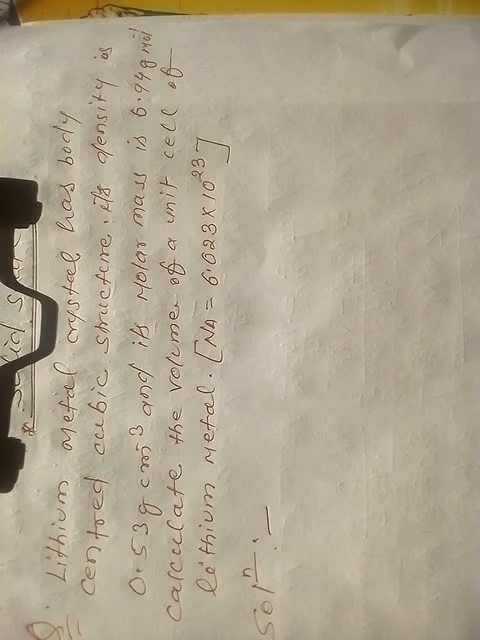 Q. Lithium metal crystal has body
centred cubic structure. its density is
0.53 g cm⁻³ and its molar mass is 6.94 g mol⁻¹
calculate the volume of a unit cell of
lithium metal. [NA = 6.023 × 10²³]
Solⁿ :-